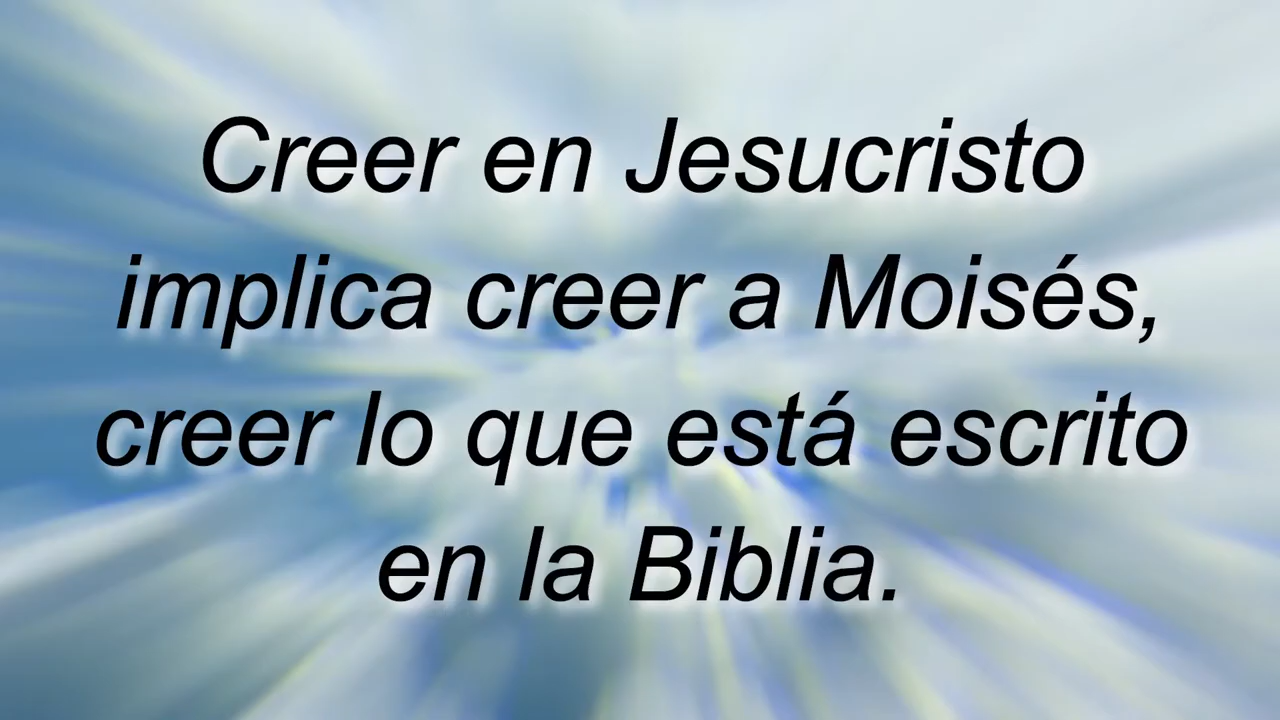 Creer en Jesucristo
implica creer a Moisés,
creer lo que está escrito
en la Biblia.